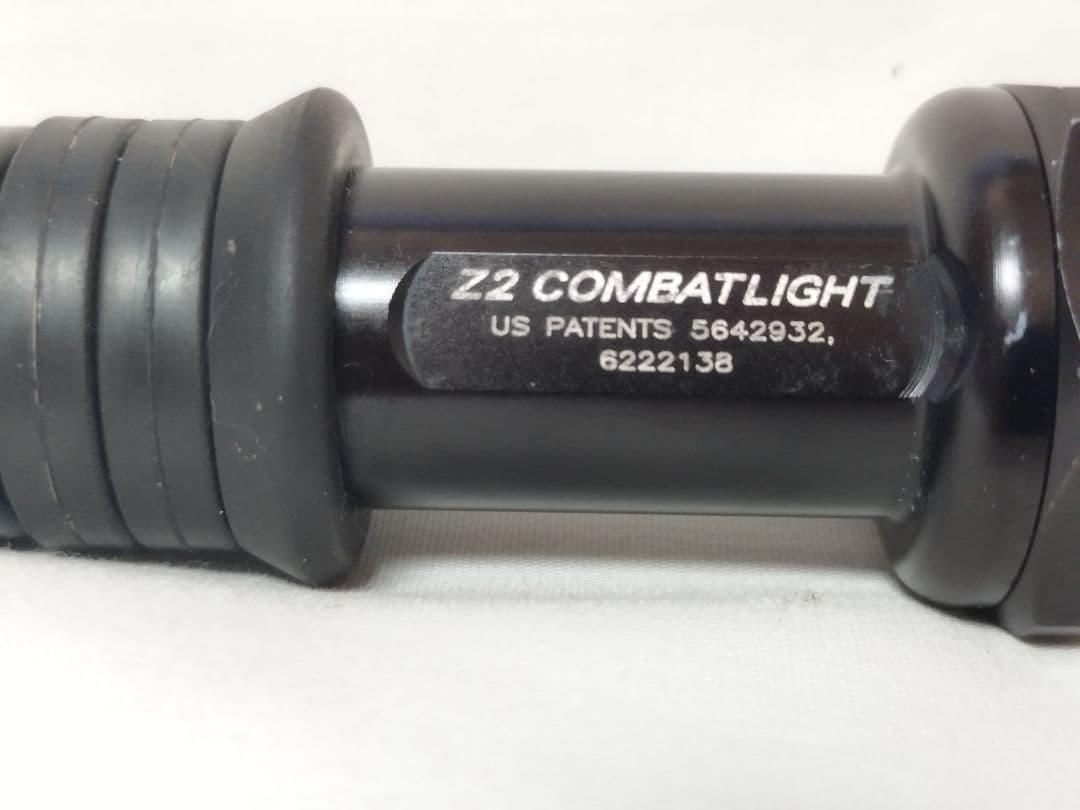 Z2 COMBATLIGHT
US PATENTS 5642932,
6222138